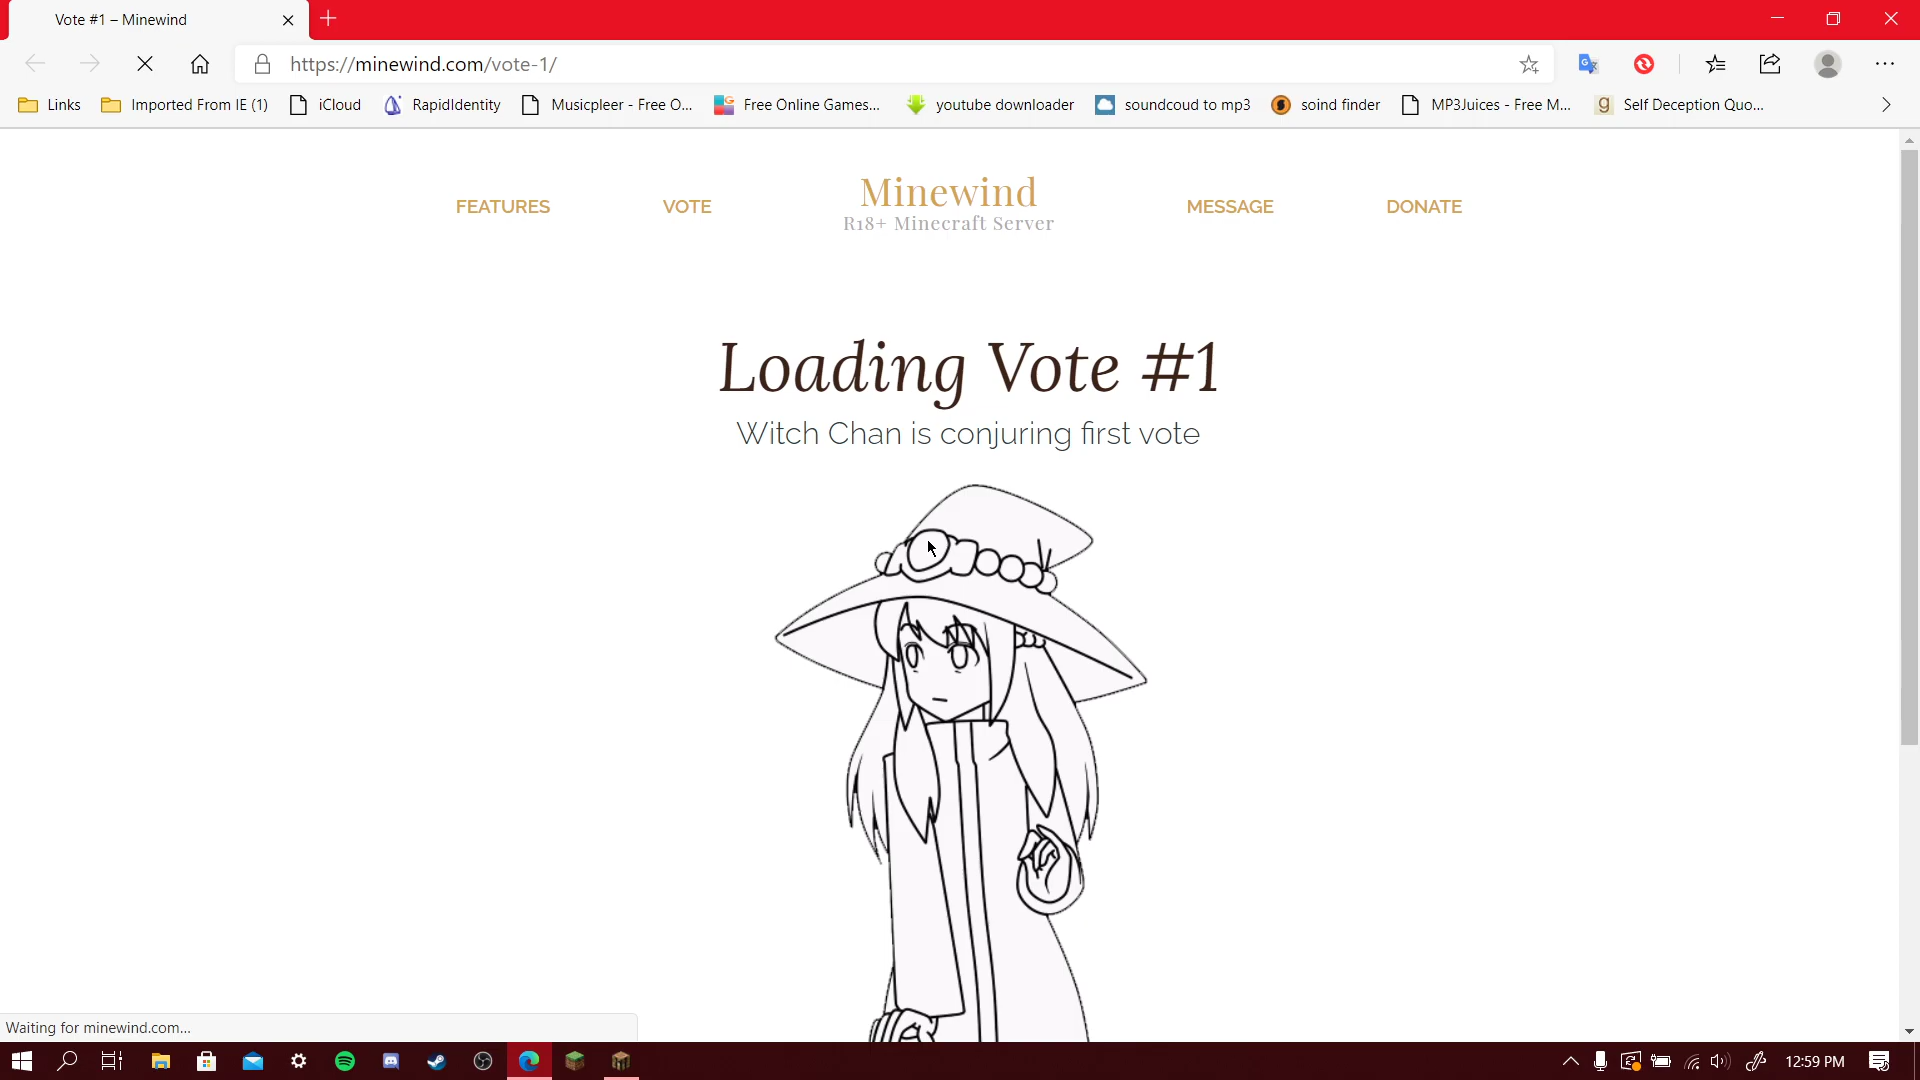 Vote #1 – Minewind
https://minewind.com/vote-1/
Links
Imported From IE (1)
iCloud
RapidIdentity
Musicpleer - Free O...
Free Online Games...
youtube downloader
soundcoud to mp3
soind finder
MP3Juices - Free M...
Self Deception Quo...
FEATURES
VOTE
Minewind
R18+ Minecraft Server
MESSAGE
DONATE
Loading Vote #1
Witch Chan is conjuring first vote
Waiting for minewind.com...
12:59 PM